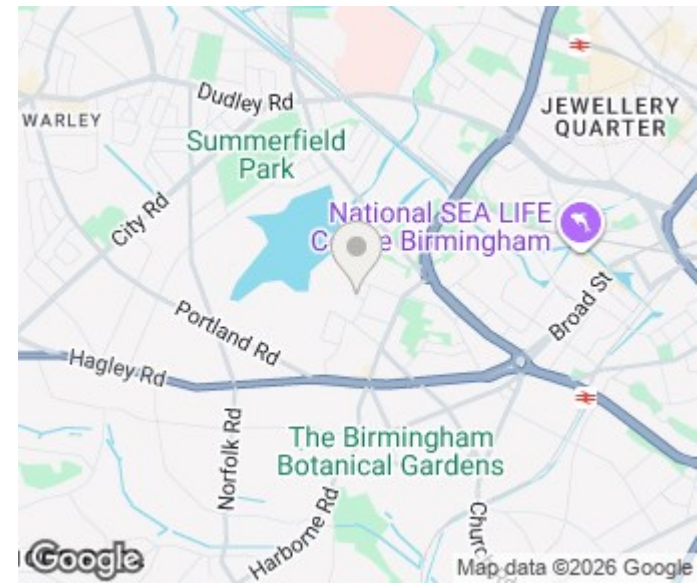 Dudley Rd
WARLEY
JEWELLERY
QUARTER
Summerfield
Park
City Rd
National SEA LIFE
Birmingham
Broad St
Portland Rd
Hagley Rd
Norfolk Rd
The Birmingham
Botanical Gardens
Harborne Rd
Google
Map data ©2026 Google